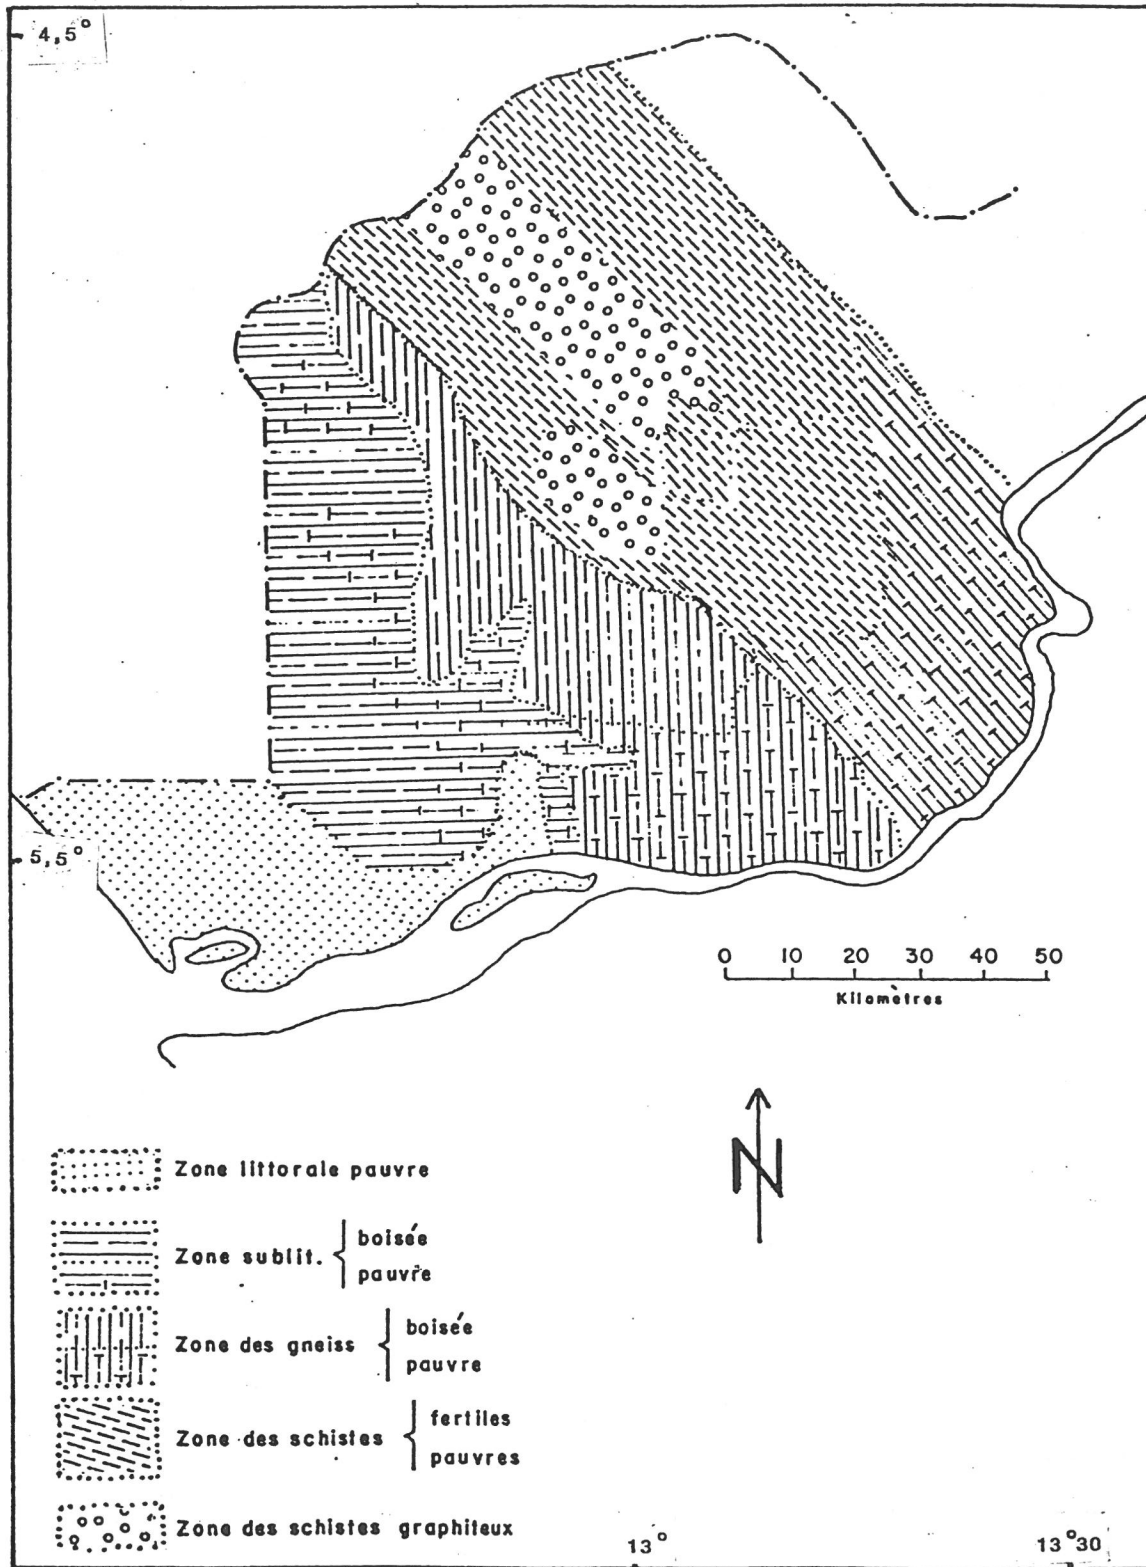 4,5°
5,5°
0 10 20 30 40 50
Kilomètres
N
Zone littorale pauvre
Zone sublit. { boisée
pauvre
Zone des gneiss { boisée
pauvre
Zone des schistes { fertiles
pauvres
Zone des schistes graphiteux
13° 13°30